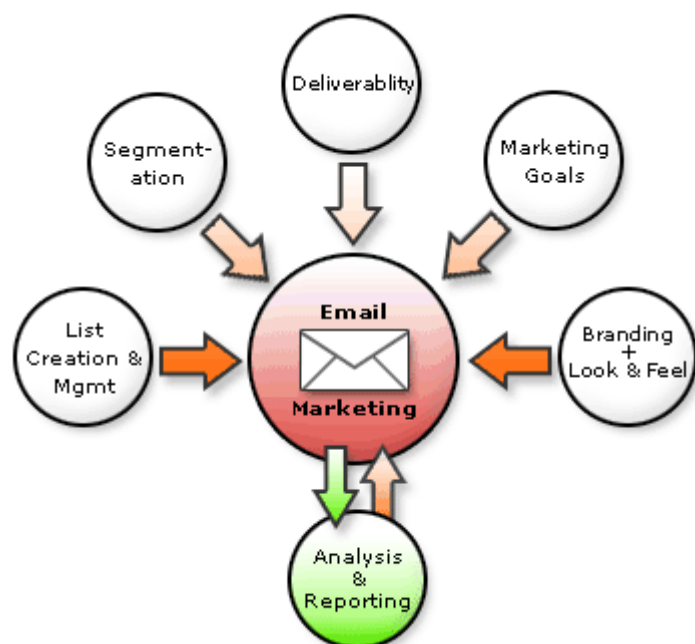 Deliverablity
Segment-
ation
Marketing
Goals
List
Creation &
Mgmt
Email
Marketing
Branding
+
Look & Feel
Analysis
&
Reporting